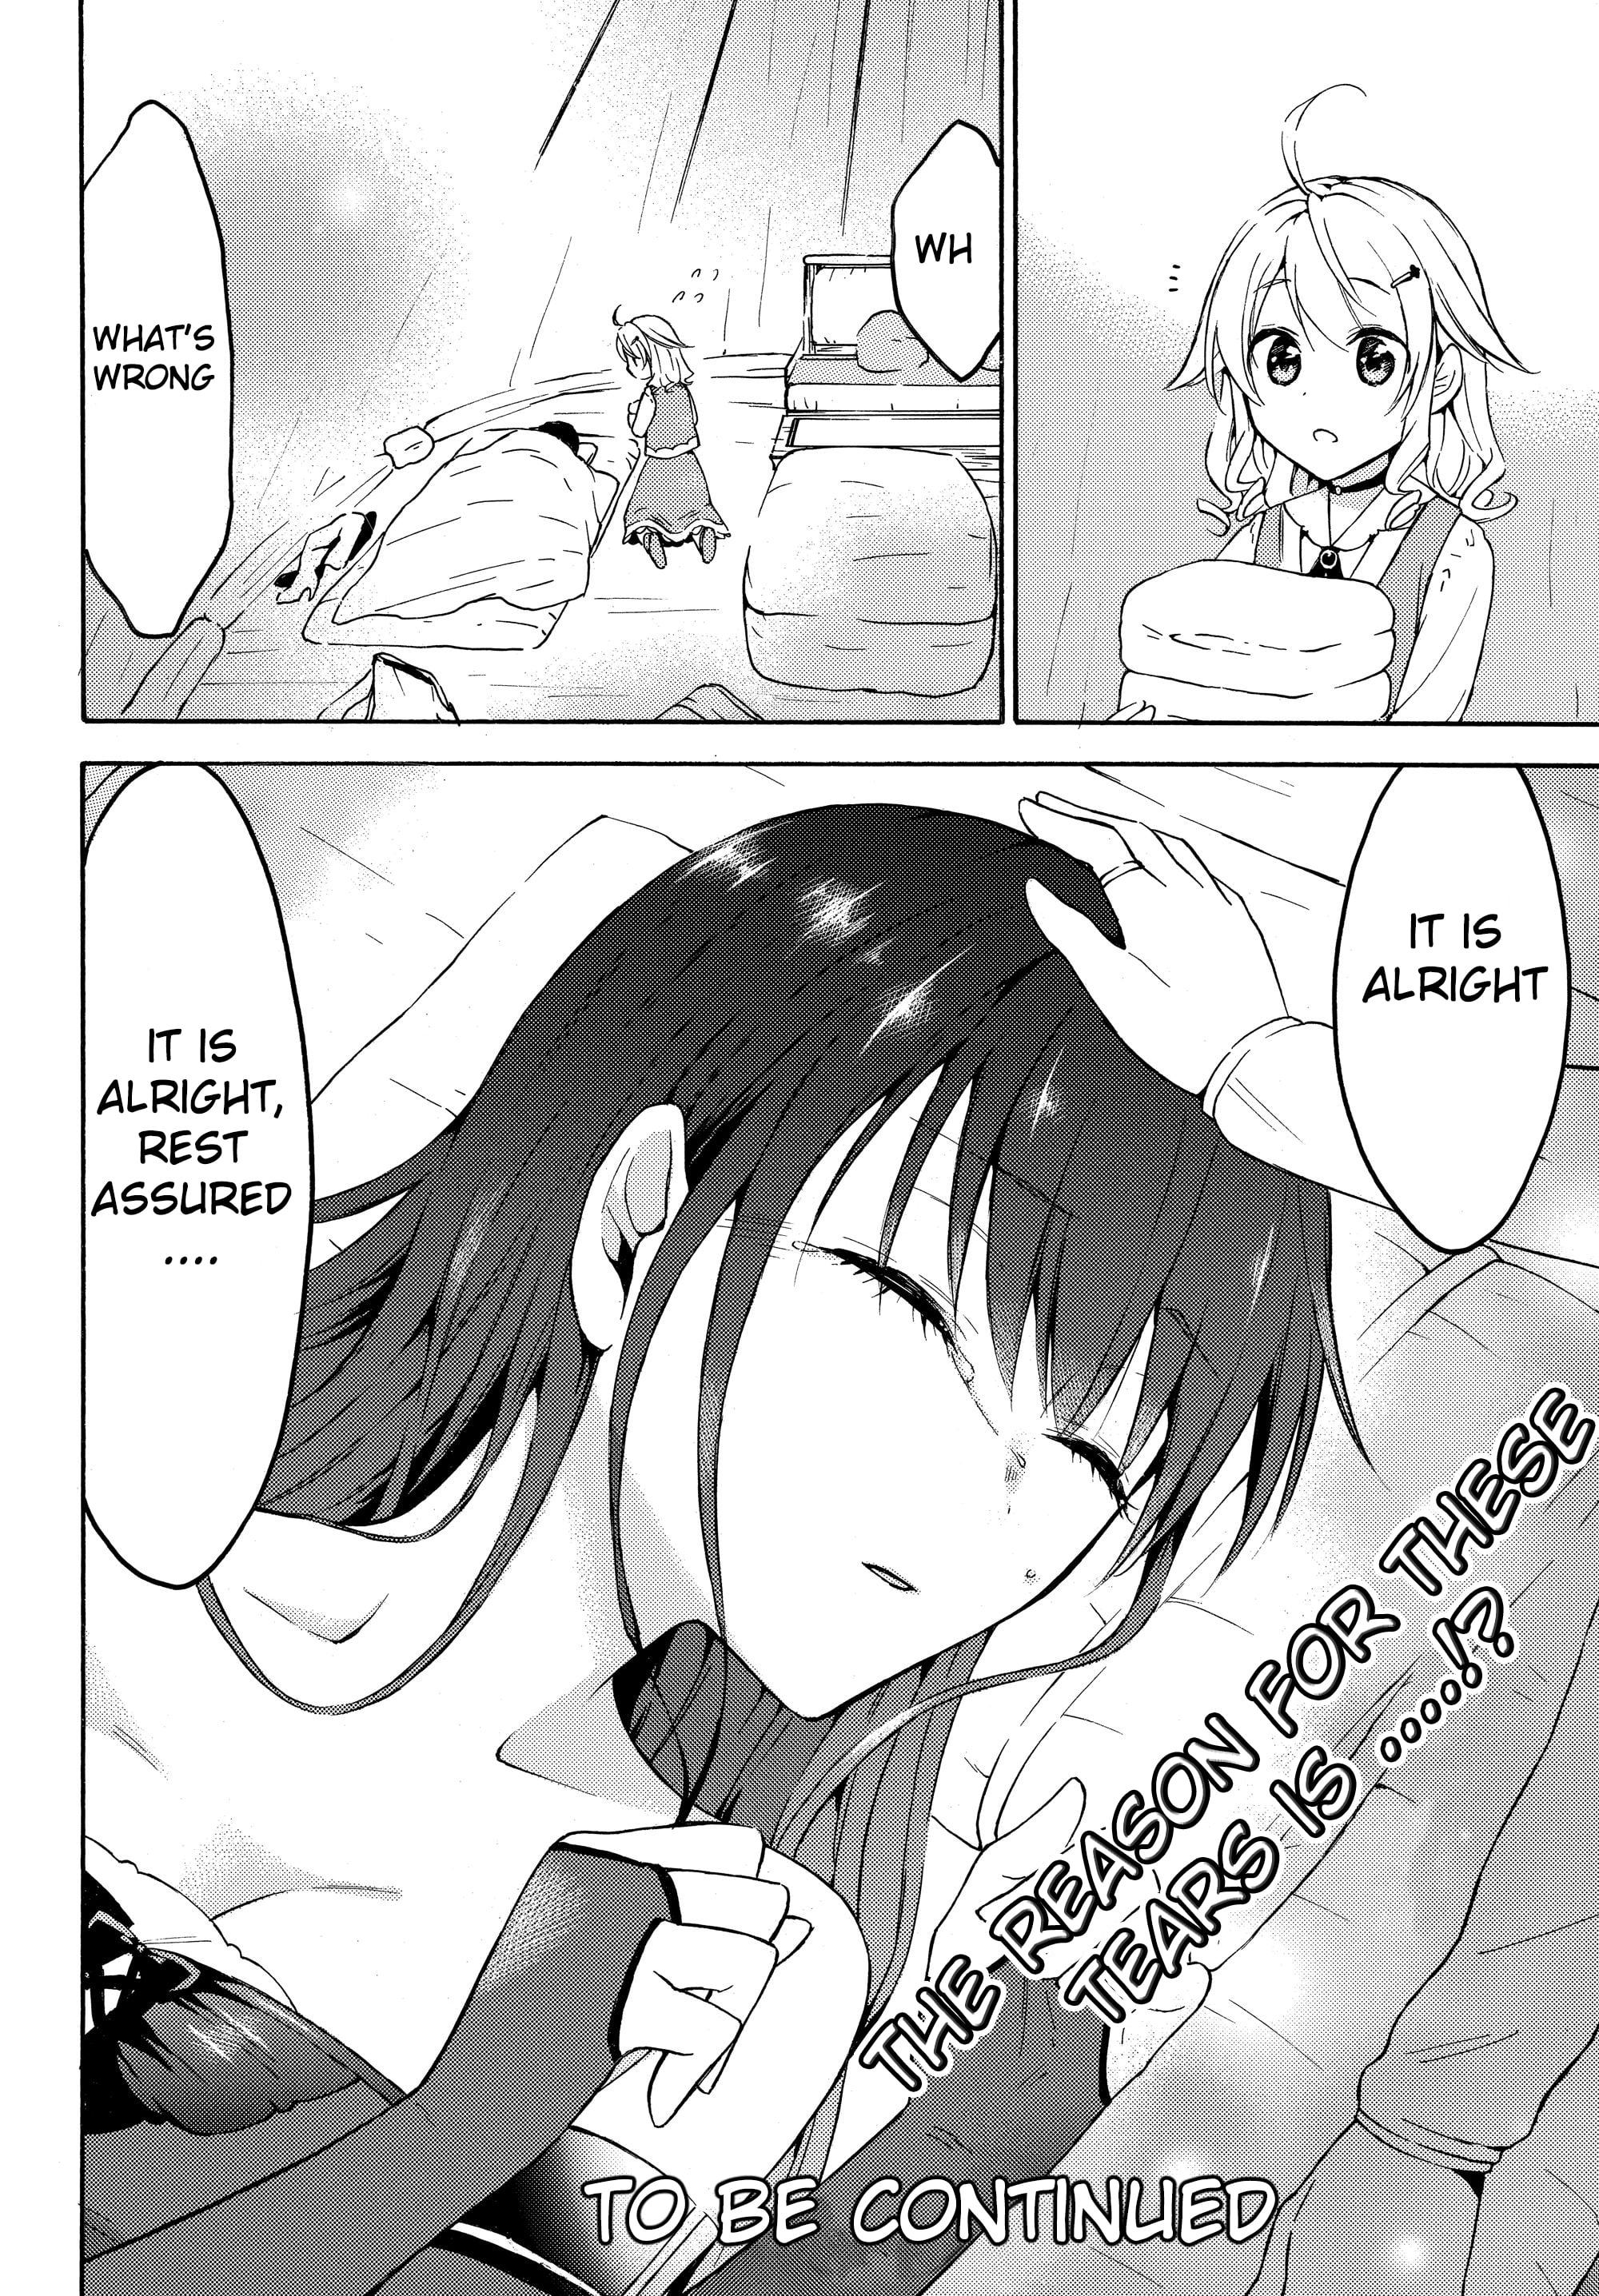 WH
WHAT'S
WRONG
IT IS
ALRIGHT
IT IS
ALRIGHT,
REST
ASSURED
....
THE REASON FOR THESE
TEARS IS ....!?
TO BE CONTINUED